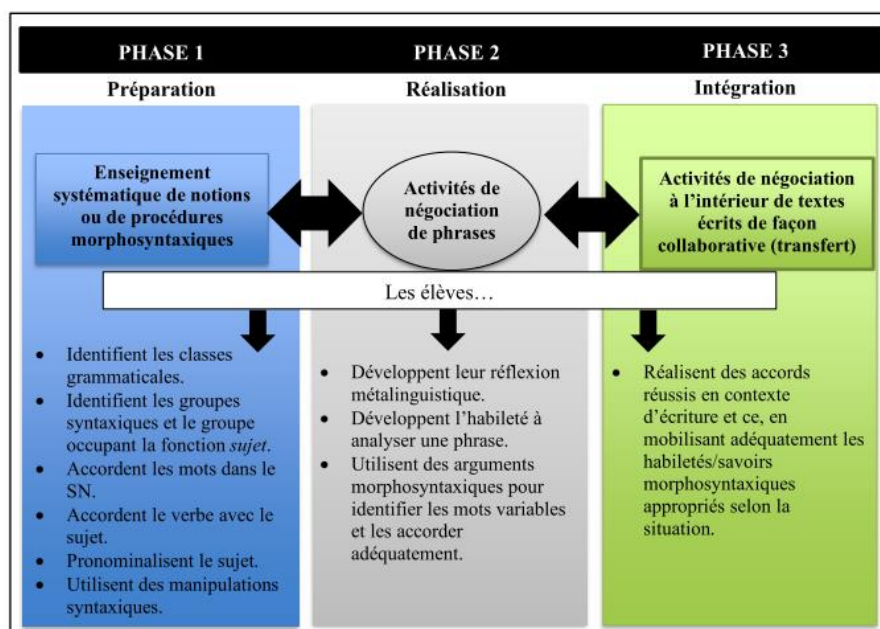 PHASE 1
PHASE 2
PHASE 3
Préparation
Réalisation
Intégration
Enseignement
systématique de notions
ou de procédures
morphosyntaxiques
Activités de
négociation
de phrases
Activités de négociation
à l'intérieur de textes
écrits de façon
collaborative (transfert)
Les élèves…
• Identifient les classes
grammaticales.
• Identifient les groupes
syntaxiques et le groupe
occupant la fonction sujet.
• Accordent les mots dans le
SN.
• Accordent le verbe avec le
sujet.
• Pronominalisent le sujet.
• Utilisent des manipulations
syntaxiques.
• Développent leur réflexion
métalinguistique.
• Développent l'habileté à
analyser une phrase.
• Utilisent des arguments
morphosyntaxiques pour
identifier les mots variables
et les accorder
adéquatement.
• Réalisent des accords
réussis en contexte
d'écriture et ce, en
mobilisant adéquatement les
habiletés/savoirs
morphosyntaxiques
appropriés selon la
situation.